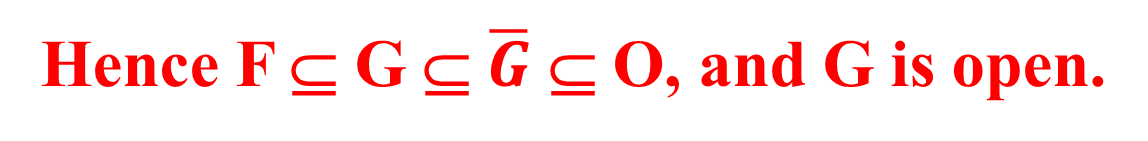 Hence F ⊆ G ⊆ G̅ ⊆ O, and G is open.